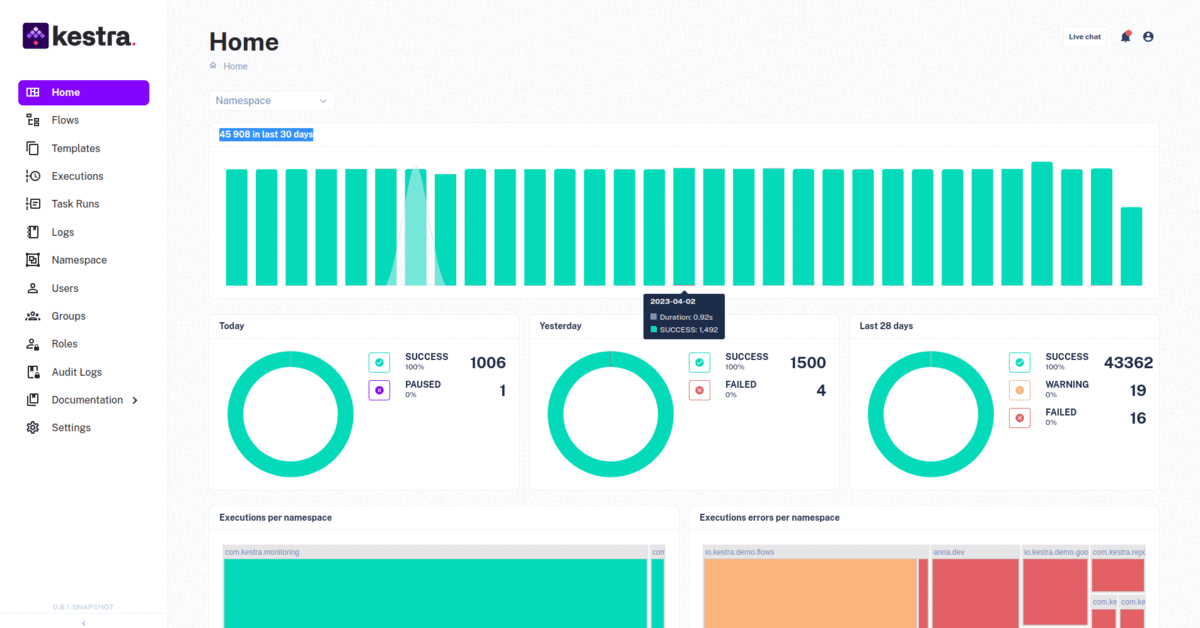 kestra.
Home
Flows
Templates
Executions
Task Runs
Logs
Namespace
Users
Groups
Roles
Audit Logs
Documentation
Settings
0.8.1-SNAPSHOT
Home
Home
Live chat
Namespace
45 908 in last 30 days
2023-04-02
Duration: 0.92s
SUCCESS: 1,492
Today
SUCCESS 1006
100%
PAUSED 1
0%
Yesterday
SUCCESS 1500
100%
FAILED 4
0%
Last 28 days
SUCCESS 43362
100%
WARNING 19
0%
FAILED 16
0%
Executions per namespace
com.kestra.monitoring com
Executions errors per namespace
io.kestra.demo.flows anna.dev io.kestra.demo.goo com.kestra.repo
com.ke com.ke